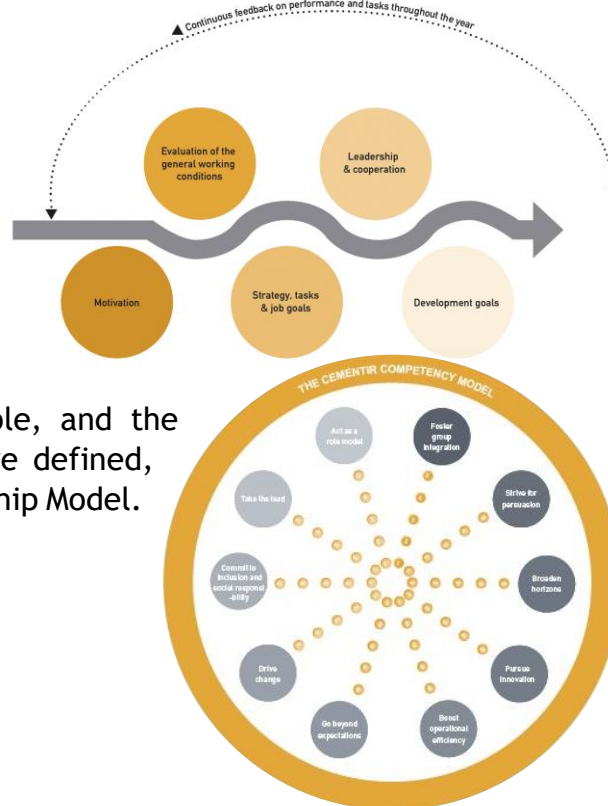 ▲ Continuous feedback on performance and tasks throughout the year
Evaluation of the
general working
conditions
Leadership
& cooperation
Motivation
Strategy, tasks
& job goals
Development goals
THE CEMENTIR COMPETENCY MODEL
ple, and the
e defined,
hip Model.
Act as a
role model
Foster
group
integration
Take the lead
Strive for
persuasion
Commit to
inclusion and
social responsi
-bility
Broaden
horizons
Drive
change
Pursue
innovation
Go beyond
expectations
Boost
operational
efficiency